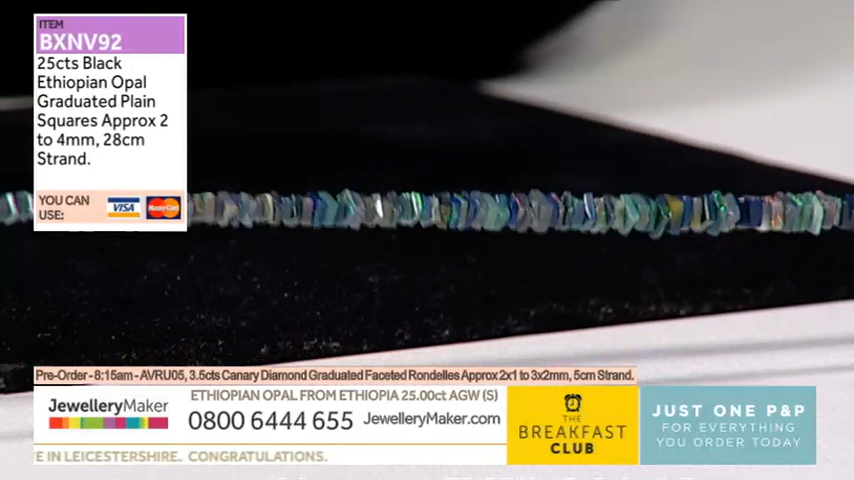 ITEM
BXNV92
25cts Black
Ethiopian Opal
Graduated Plain
Squares Approx 2
to 4mm, 28cm
Strand.
YOU CAN
USE:
VISA
MasterCard
Pre-Order - 8:15am - AVRU05, 3.5cts Canary Diamond Graduated Faceted Rondelles Approx 2x1 to 3x2mm, 5cm Strand.
JewelleryMaker
ETHIOPIAN OPAL FROM ETHIOPIA 25.00ct AGW (S)
0800 6444 655
JewelleryMaker.com
THE
BREAKFAST
CLUB
JUST ONE P&P
FOR EVERYTHING
YOU ORDER TODAY
E IN LEICESTERSHIRE. CONGRATULATIONS.